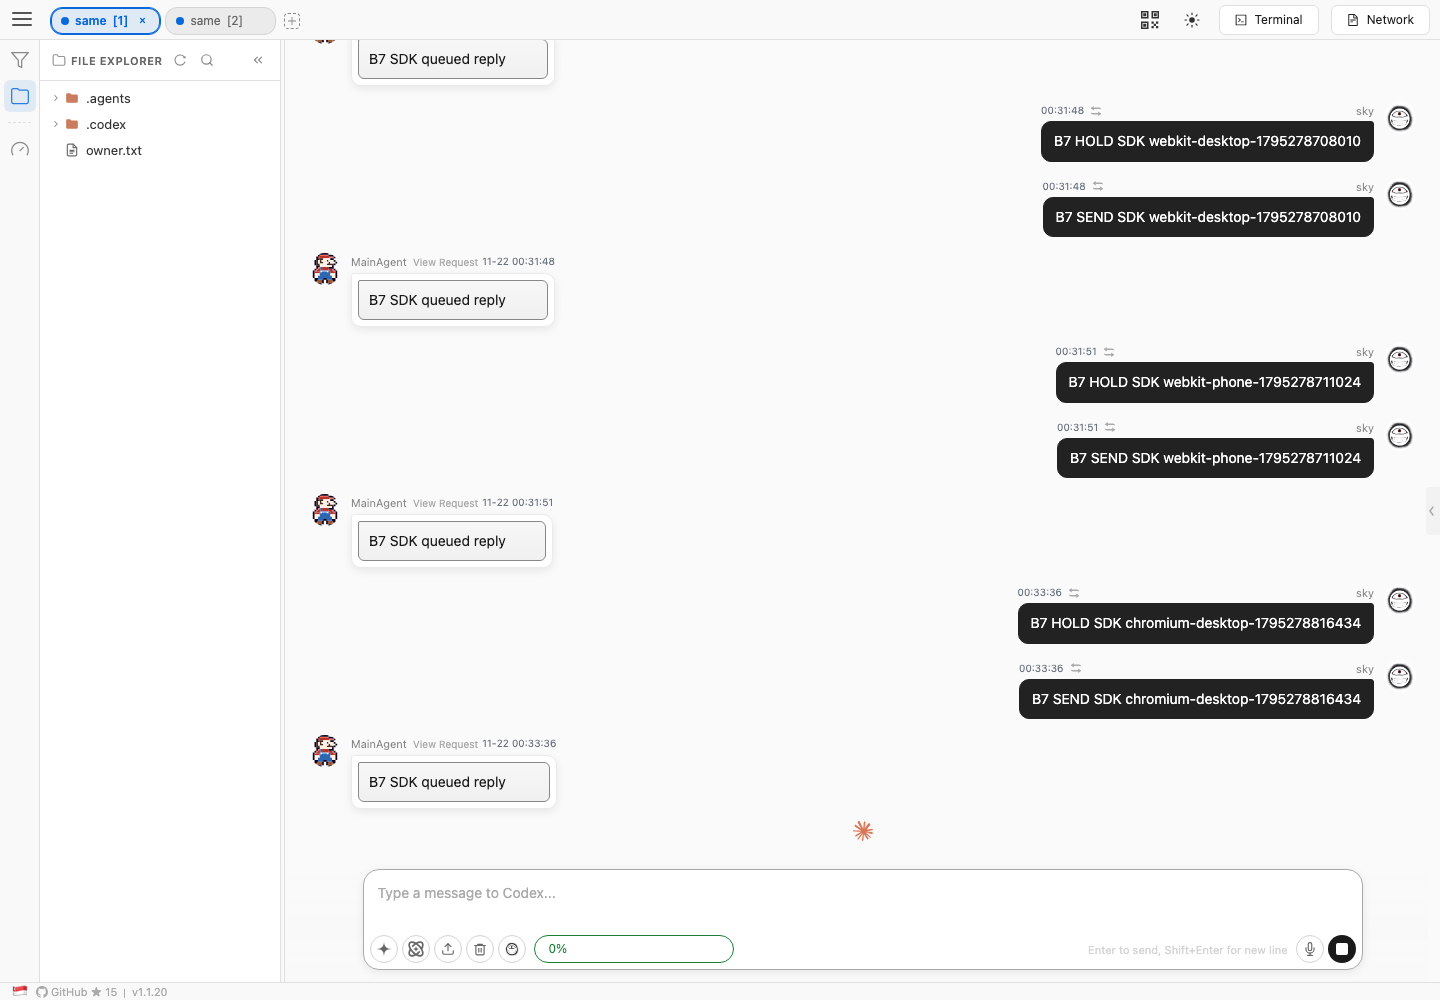 same [1] ×
same [2]
Terminal
Network
FILE EXPLORER
.agents
.codex
owner.txt
B7 SDK queued reply
00:31:48 sky
B7 HOLD SDK webkit-desktop-1795278708010
00:31:48 sky
B7 SEND SDK webkit-desktop-1795278708010
MainAgent View Request 11-22 00:31:48
B7 SDK queued reply
00:31:51 sky
B7 HOLD SDK webkit-phone-1795278711024
00:31:51 sky
B7 SEND SDK webkit-phone-1795278711024
MainAgent View Request 11-22 00:31:51
B7 SDK queued reply
00:33:36 sky
B7 HOLD SDK chromium-desktop-1795278816434
00:33:36 sky
B7 SEND SDK chromium-desktop-1795278816434
MainAgent View Request 11-22 00:33:36
B7 SDK queued reply
Type a message to Codex...
0%
Enter to send, Shift+Enter for new line
GitHub ★ 15 | v1.1.20